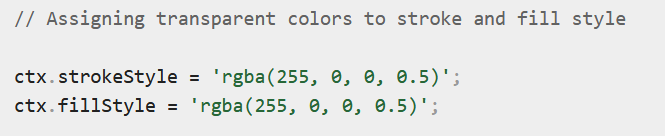 // Assigning transparent colors to stroke and fill style
ctx.strokeStyle = 'rgba(255, 0, 0, 0.5)';
ctx.fillStyle = 'rgba(255, 0, 0, 0.5)';